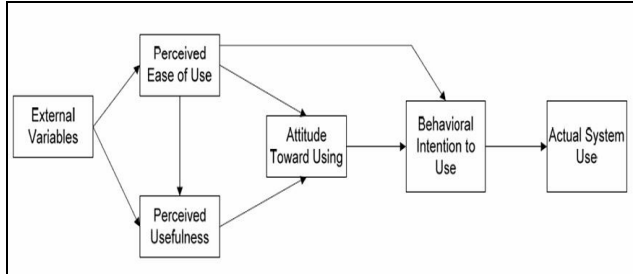 Perceived
Ease of Use
External
Variables
Attitude
Toward Using
Behavioral
Intention to
Use
Actual System
Use
Perceived
Usefulness